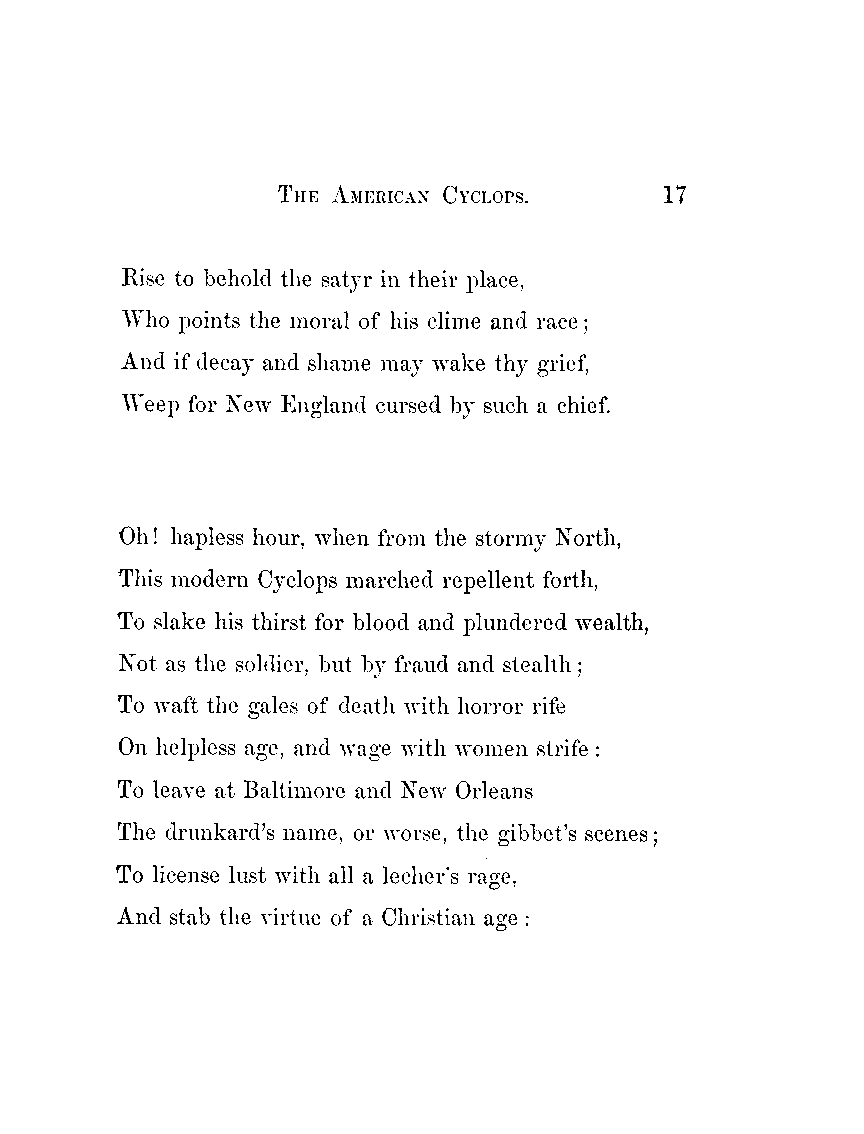 THE AMERICAN CYCLOPS. 17
Rise to behold the satyr in their place,
Who points the moral of his clime and race;
And if decay and shame may wake thy grief,
Weep for New England cursed by such a chief.
Oh! hapless hour, when from the stormy North,
This modern Cyclops marched repellent forth,
To slake his thirst for blood and plundered wealth,
Not as the soldier, but by fraud and stealth;
To waft the gales of death with horror rife
On helpless age, and wage with women strife:
To leave at Baltimore and New Orleans
The drunkard's name, or worse, the gibbet's scenes;
To license lust with all a lecher's rage,
And stab the virtue of a Christian age: